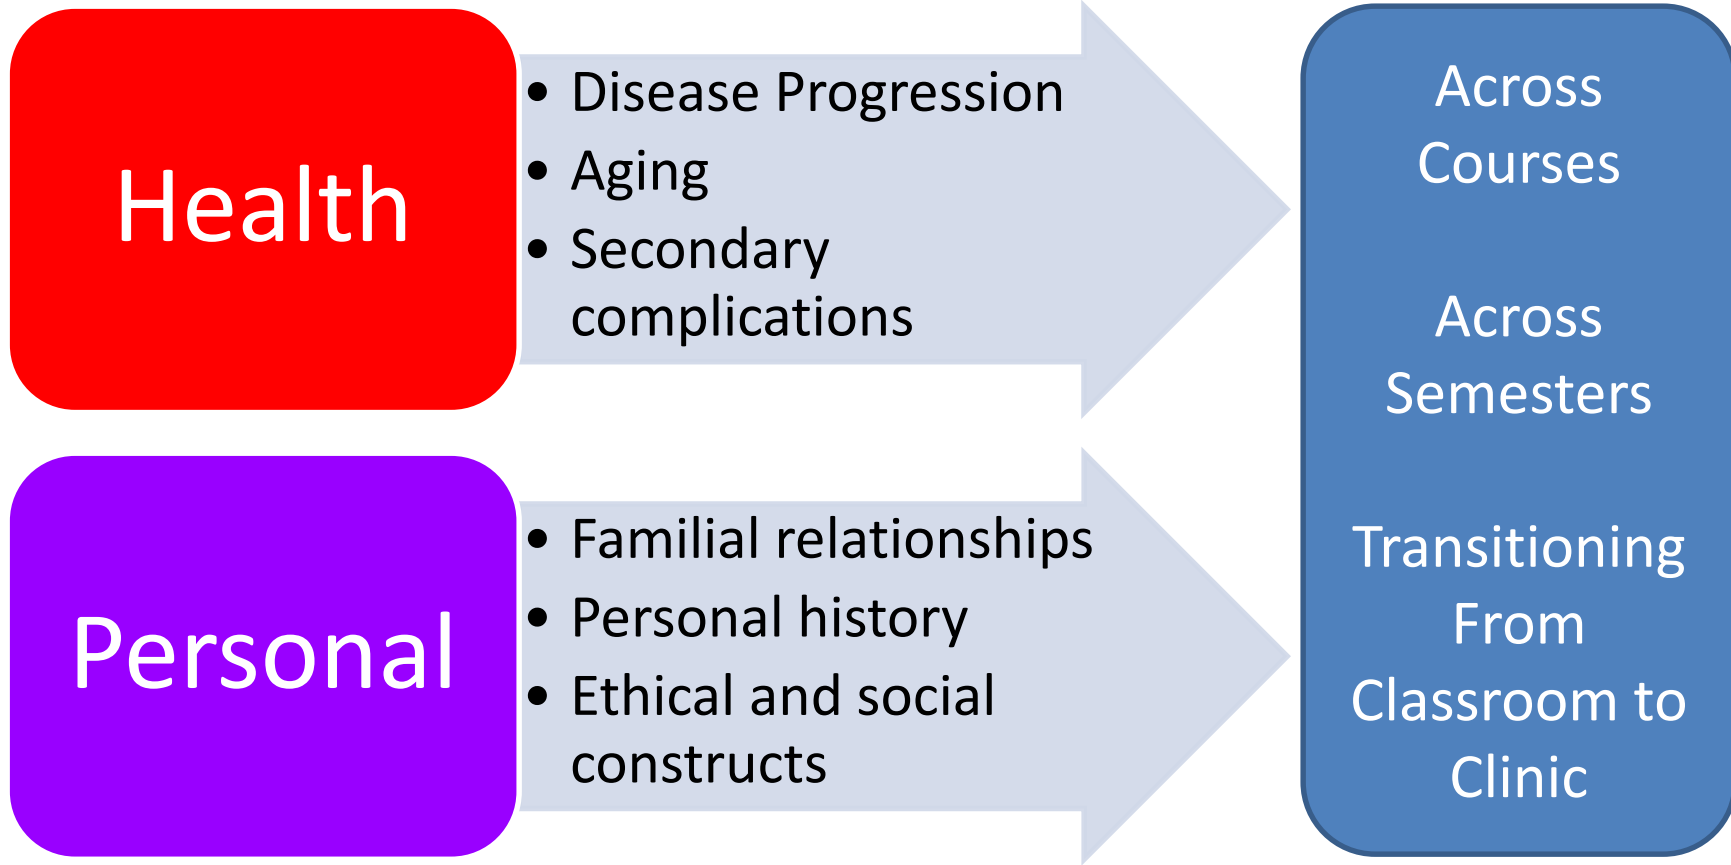 Health
• Disease Progression
• Aging
• Secondary
complications
Personal
• Familial relationships
• Personal history
• Ethical and social
constructs
Across
Courses
Across
Semesters
Transitioning
From
Classroom to
Clinic